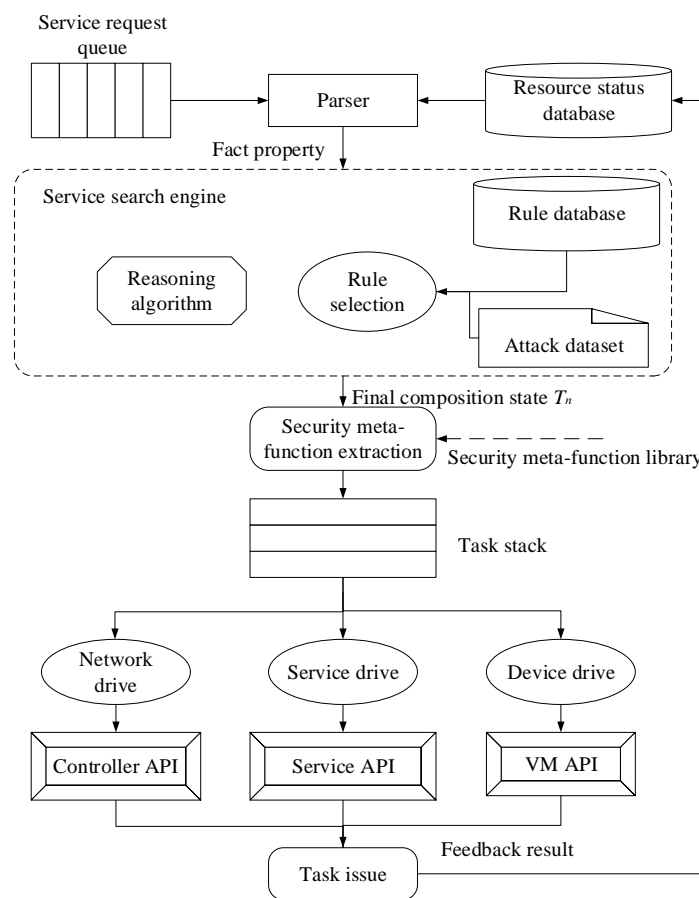 Service request
queue
Parser
Resource status
database
Fact property
Service search engine
Rule database
Reasoning
algorithm
Rule
selection
Attack dataset
Final composition state Tn
Security meta-
function extraction
Security meta-function library
Task stack
Network
drive
Service drive
Device drive
Controller API
Service API
VM API
Feedback result
Task issue